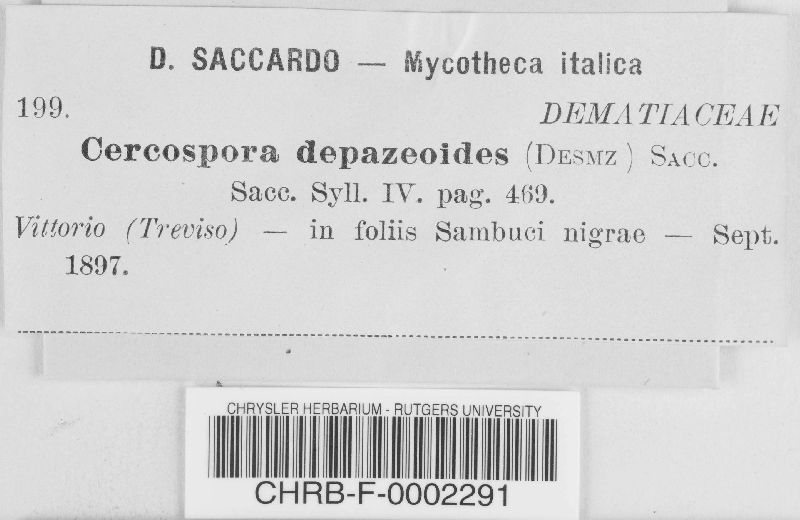 D. SACCARDO — Mycotheca italica
199.
DEMATIACEAE
Cercospora depazeoides (DESMZ) SACC.
Sacc. Syll. IV. pag. 469.
Vittorio (Treviso) — in foliis Sambuci nigrae — Sept.
1897.
CHRYSLER HERBARIUM - RUTGERS UNIVERSITY
CHRB-F-0002291